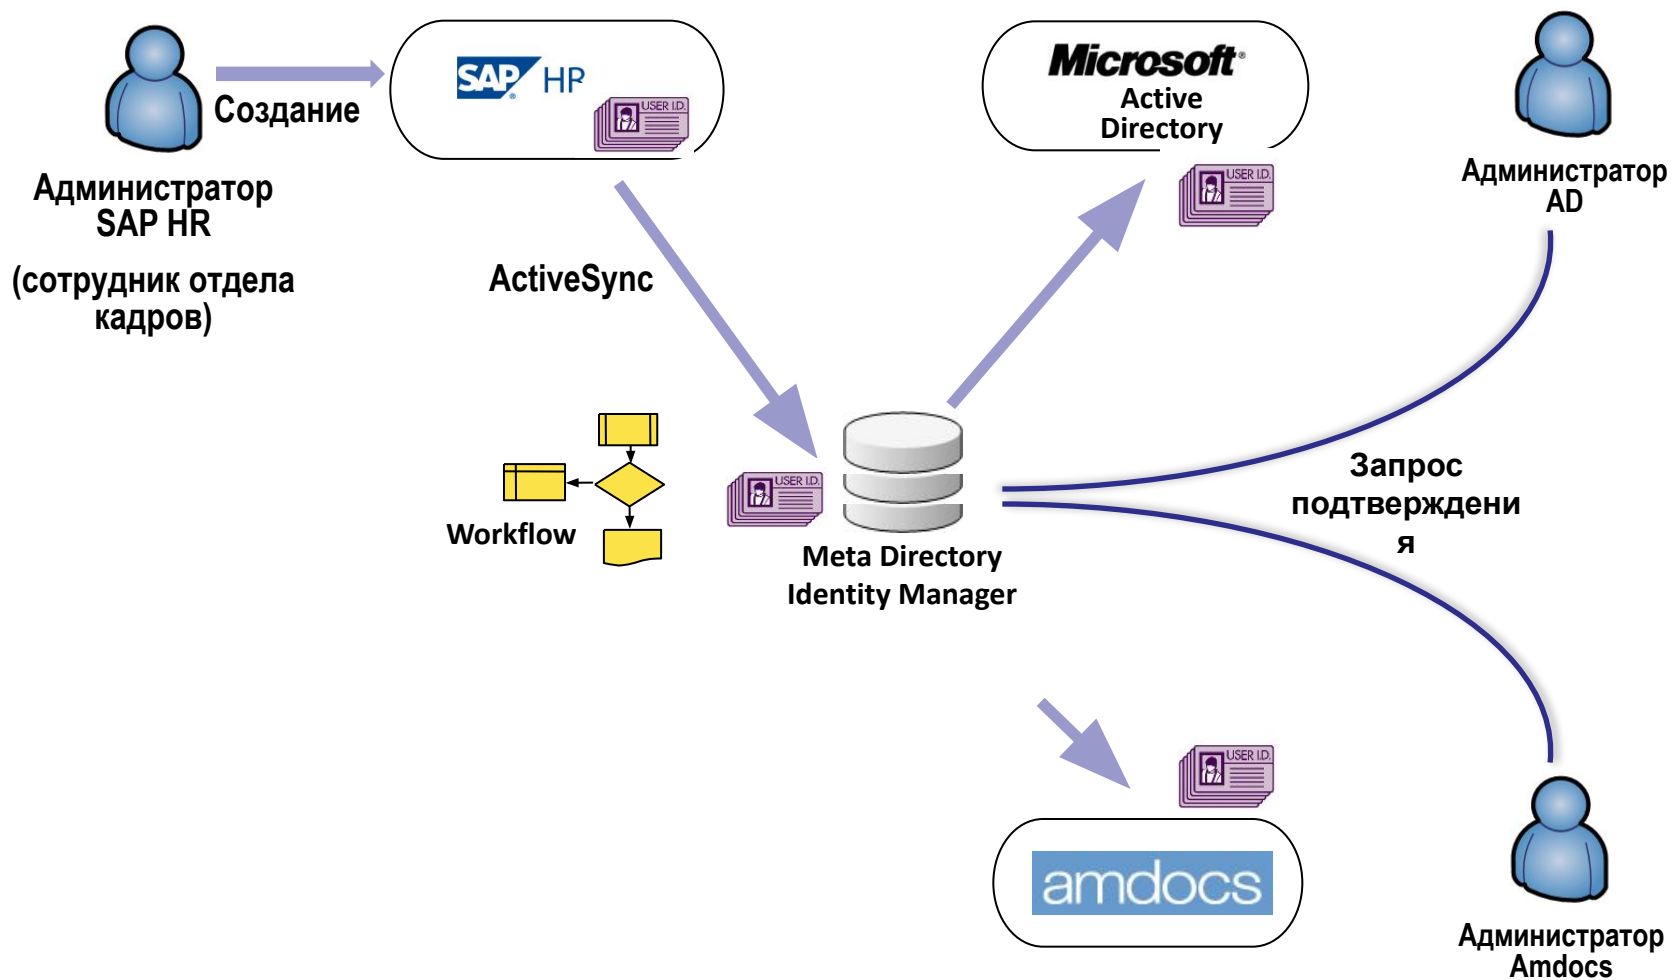 SAP HR
USER I.D.
Создание
Администратор
SAP HR
(сотрудник отдела
кадров)
Microsoft
Active
Directory
USER I.D.
Администратор
AD
ActiveSync
Workflow
USER I.D.
Meta Directory
Identity Manager
Запрос
подтверждени
я
USER I.D.
amdocs
Администратор
Amdocs